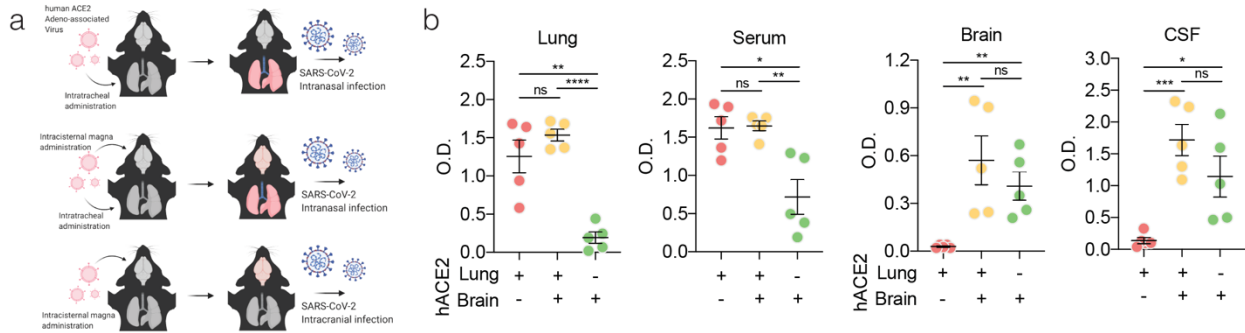 a
human ACE2
Adeno-associated
Virus
Intratracheal
administration
SARS-CoV-2
Intranasal infection
Intracisternal magna
administration
Intratracheal
administration
SARS-CoV-2
Intranasal infection
Intracisternal magna
administration
SARS-CoV-2
Intracranial infection
b
Lung
**
****
ns
O.D.
2.5
2.0
1.5
1.0
0.5
0.0
hACE2
Lung + + -
Brain - + +
Serum
*
**
ns
O.D.
2.5
2.0
1.5
1.0
0.5
0.0
+ + -
- + +
Brain
**
ns
**
O.D.
1.2
0.9
0.6
0.3
0.0
hACE2
Lung + + -
Brain - + +
CSF
*
ns
***
O.D.
3.0
2.5
2.0
1.5
1.0
0.5
0.0
+ + -
- + +